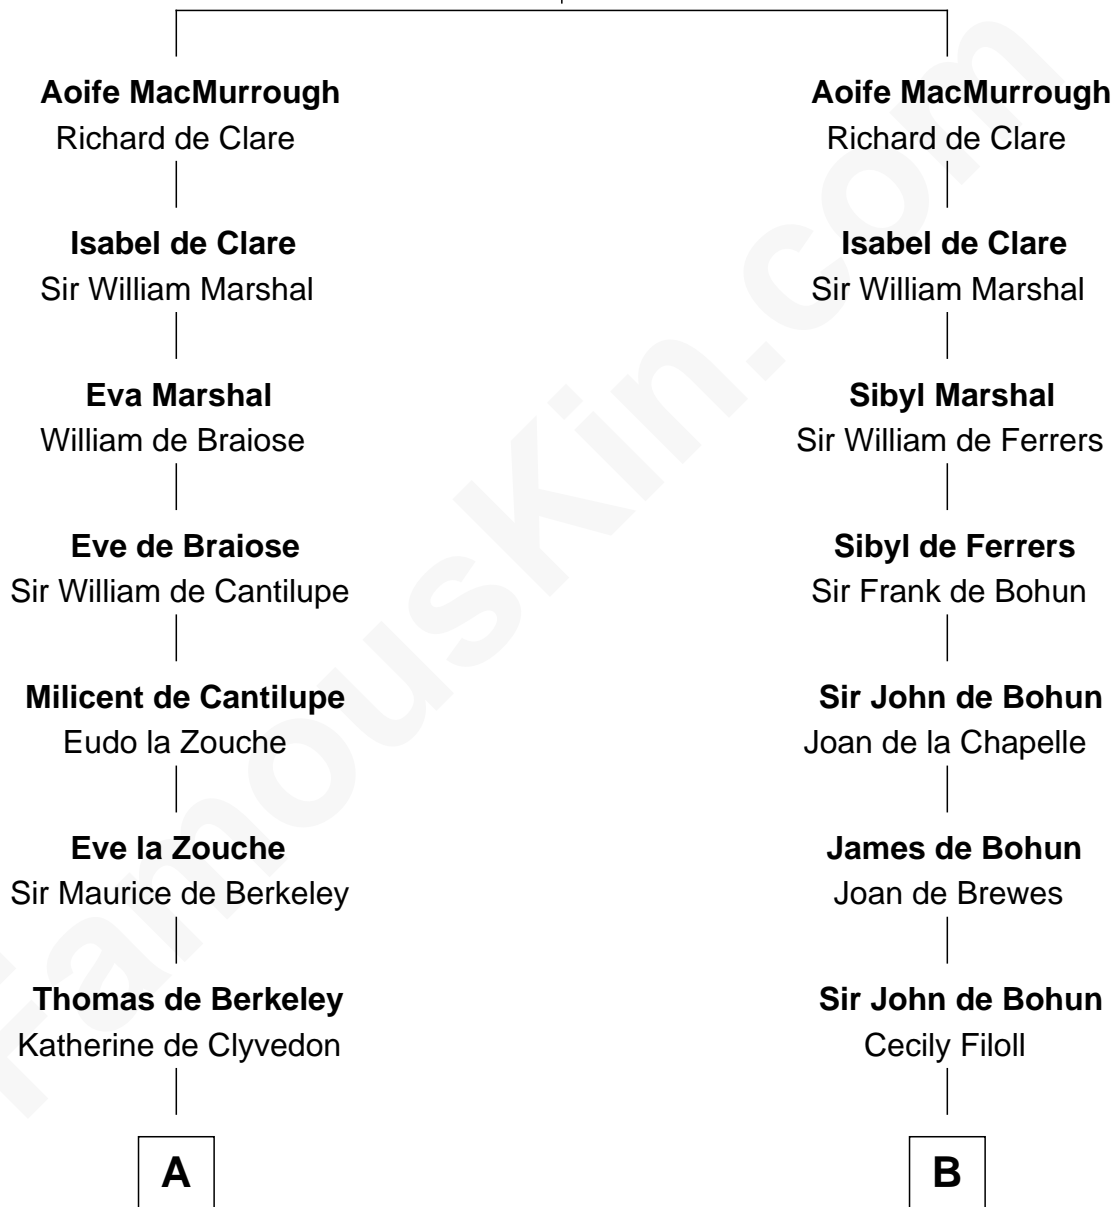 Aoife MacMurrough
Richard de Clare
Isabel de Clare
Sir William Marshal
Eva Marshal
William de Braiose
Eve de Braiose
Sir William de Cantilupe
Milicent de Cantilupe
Eudo la Zouche
Eve la Zouche
Sir Maurice de Berkeley
Thomas de Berkeley
Katherine de Clyvedon
A
Aoife MacMurrough
Richard de Clare
Isabel de Clare
Sir William Marshal
Sibyl Marshal
Sir William de Ferrers
Sibyl de Ferrers
Sir Frank de Bohun
Sir John de Bohun
Joan de la Chapelle
James de Bohun
Joan de Brewes
Sir John de Bohun
Cecily Filoll
B
FamousKin.com